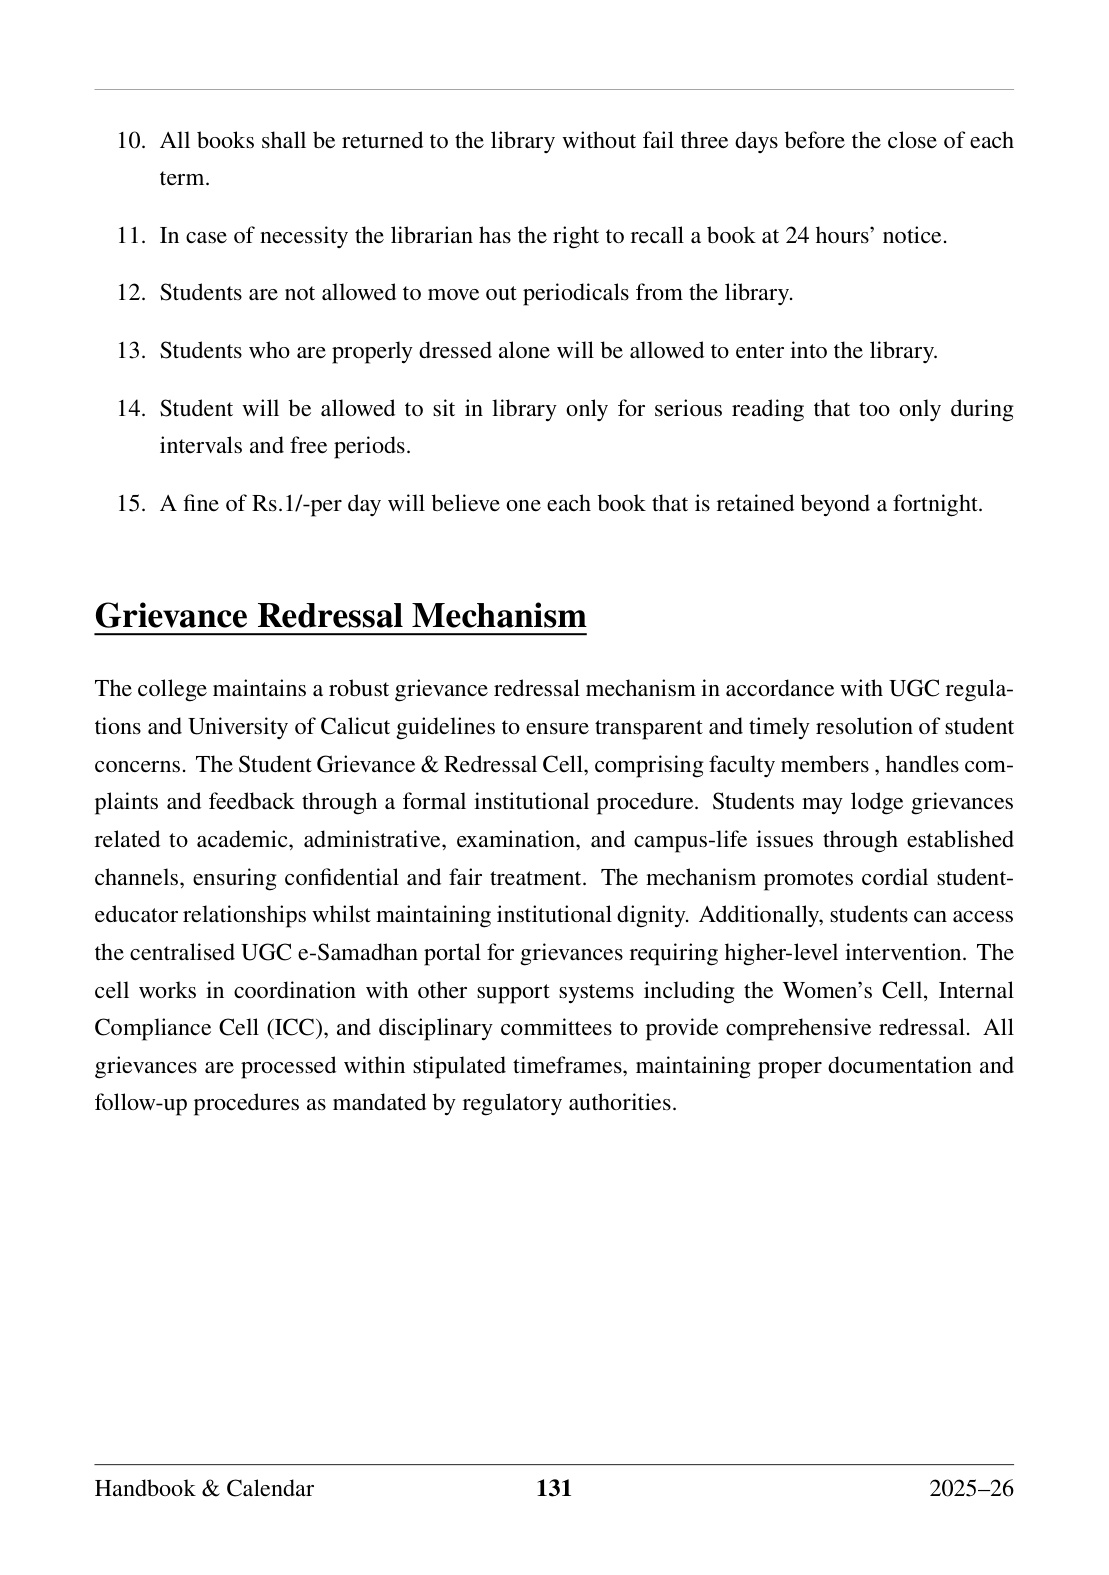 10. All books shall be returned to the library without fail three days before the close of each
term.
11. In case of necessity the librarian has the right to recall a book at 24 hours’ notice.
12. Students are not allowed to move out periodicals from the library.
13. Students who are properly dressed alone will be allowed to enter into the library.
14. Student will be allowed to sit in library only for serious reading that too only during
intervals and free periods.
15. A fine of Rs.1/-per day will believe one each book that is retained beyond a fortnight.
Grievance Redressal Mechanism
The college maintains a robust grievance redressal mechanism in accordance with UGC regula-
tions and University of Calicut guidelines to ensure transparent and timely resolution of student
concerns. The Student Grievance & Redressal Cell, comprising faculty members , handles com-
plaints and feedback through a formal institutional procedure. Students may lodge grievances
related to academic, administrative, examination, and campus-life issues through established
channels, ensuring confidential and fair treatment. The mechanism promotes cordial student-
educator relationships whilst maintaining institutional dignity. Additionally, students can access
the centralised UGC e-Samadhan portal for grievances requiring higher-level intervention. The
cell works in coordination with other support systems including the Women’s Cell, Internal
Compliance Cell (ICC), and disciplinary committees to provide comprehensive redressal. All
grievances are processed within stipulated timeframes, maintaining proper documentation and
follow-up procedures as mandated by regulatory authorities.
Handbook & Calendar 131 2025–26